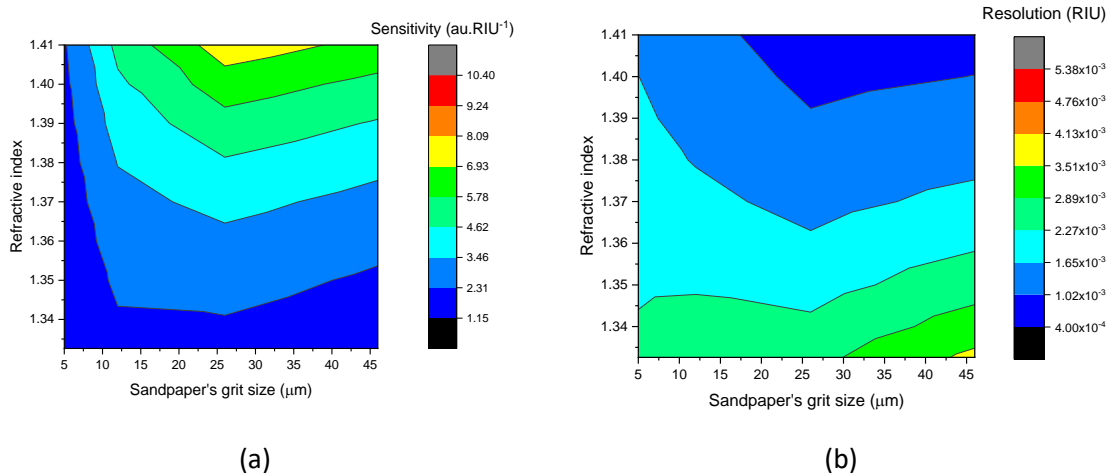 Sensitivity (au.RIU⁻¹)
10.40
9.24
8.09
6.93
5.78
4.62
3.46
2.31
1.15
1.41
1.40
1.39
1.38
1.37
1.36
1.35
1.34
Refractive index
5 10 15 20 25 30 35 40 45
Sandpaper's grit size (μm)
(a)
Resolution (RIU)
5.38x10⁻³
4.76x10⁻³
4.13x10⁻³
3.51x10⁻³
2.89x10⁻³
2.27x10⁻³
1.65x10⁻³
1.02x10⁻³
4.00x10⁻⁴
1.41
1.40
1.39
1.38
1.37
1.36
1.35
1.34
Refractive index
5 10 15 20 25 30 35 40 45
Sandpaper's grit size (μm)
(b)